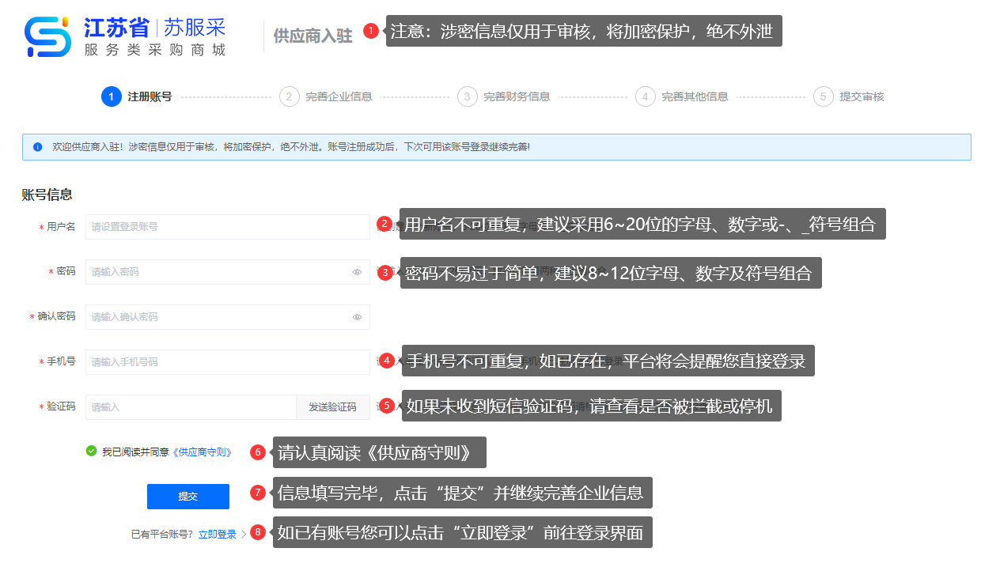 江苏省 苏服采
服务类采购商城
供应商入驻
1 注意：涉密信息仅用于审核，将加密保护，绝不外泄
1 注册账号 2 完善企业信息 3 完善财务信息 4 完善其他信息 5 提交审核
欢迎供应商入驻！涉密信息仅用于审核，将加密保护，绝不外泄。账号注册成功后，下次可用该账号登录继续完善!
账号信息
* 用户名 请设置登录账号 2 用户名不可重复，建议采用6~20位的字母、数字或-、_符号组合
* 密码 请输入密码 3 密码不易过于简单，建议8~12位字母、数字及符号组合
* 确认密码 请输入确认密码
* 手机号 请输入手机号码 4 手机号不可重复，如已存在，平台将会提醒您直接登录
* 验证码 请输入 发送验证码 5 如果未收到短信验证码，请查看是否被拦截或停机
我已阅读并同意《供应商守则》 6 请认真阅读《供应商守则》
提交 7 信息填写完毕，点击“提交”并继续完善企业信息
已有平台账号？立即登录 > 8 如已有账号您可以点击“立即登录”前往登录界面